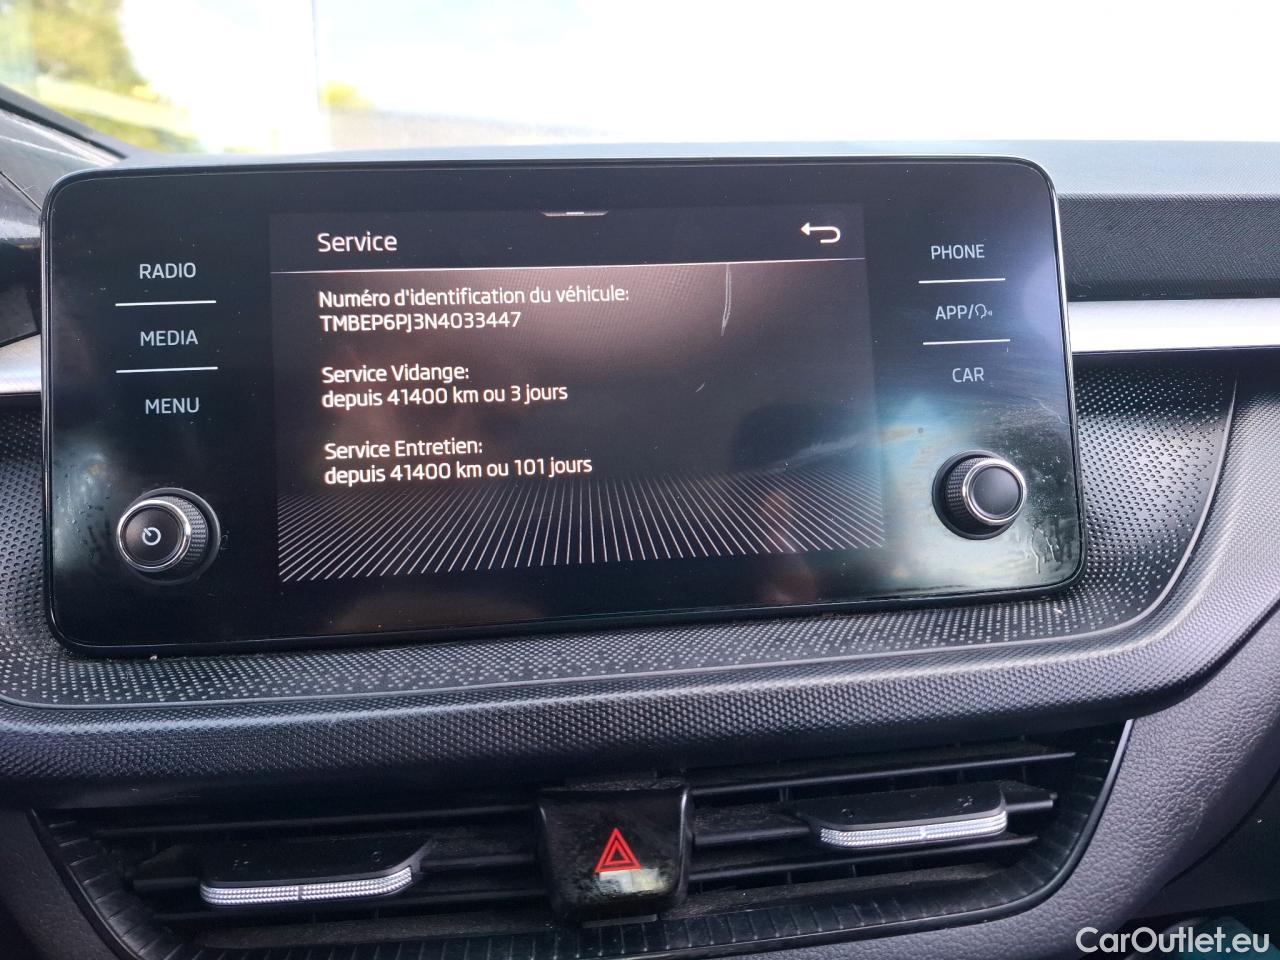 Service
RADIO
MEDIA
MENU
Numéro d'identification du véhicule:
TMBEP6PJ3N4033447
Service Vidange:
depuis 41400 km ou 3 jours
Service Entretien:
depuis 41400 km ou 101 jours
PHONE
APP/
CAR
CarOutlet.eu